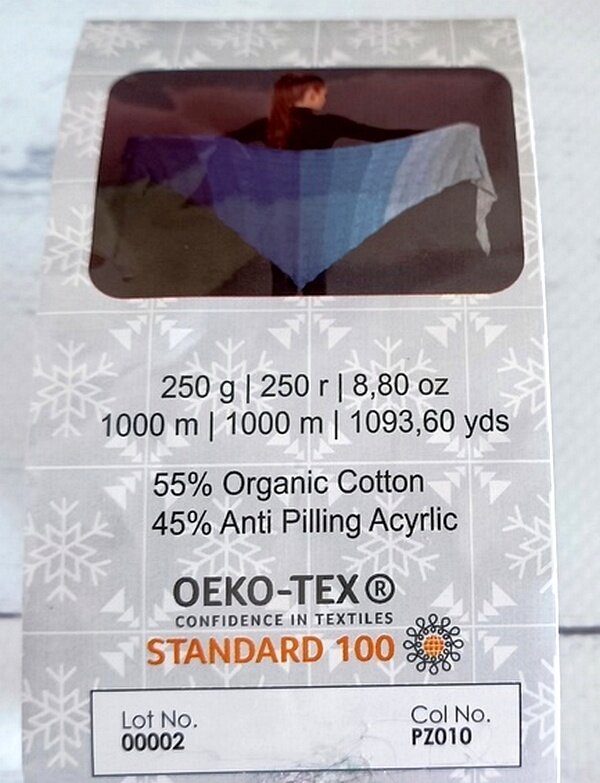 250 g | 250 r | 8,80 oz
1000 m | 1000 m | 1093,60 yds
55% Organic Cotton
45% Anti Pilling Acyrlic
OEKO-TEX®
CONFIDENCE IN TEXTILES
STANDARD 100
Lot No.
00002
Col No.
PZ010